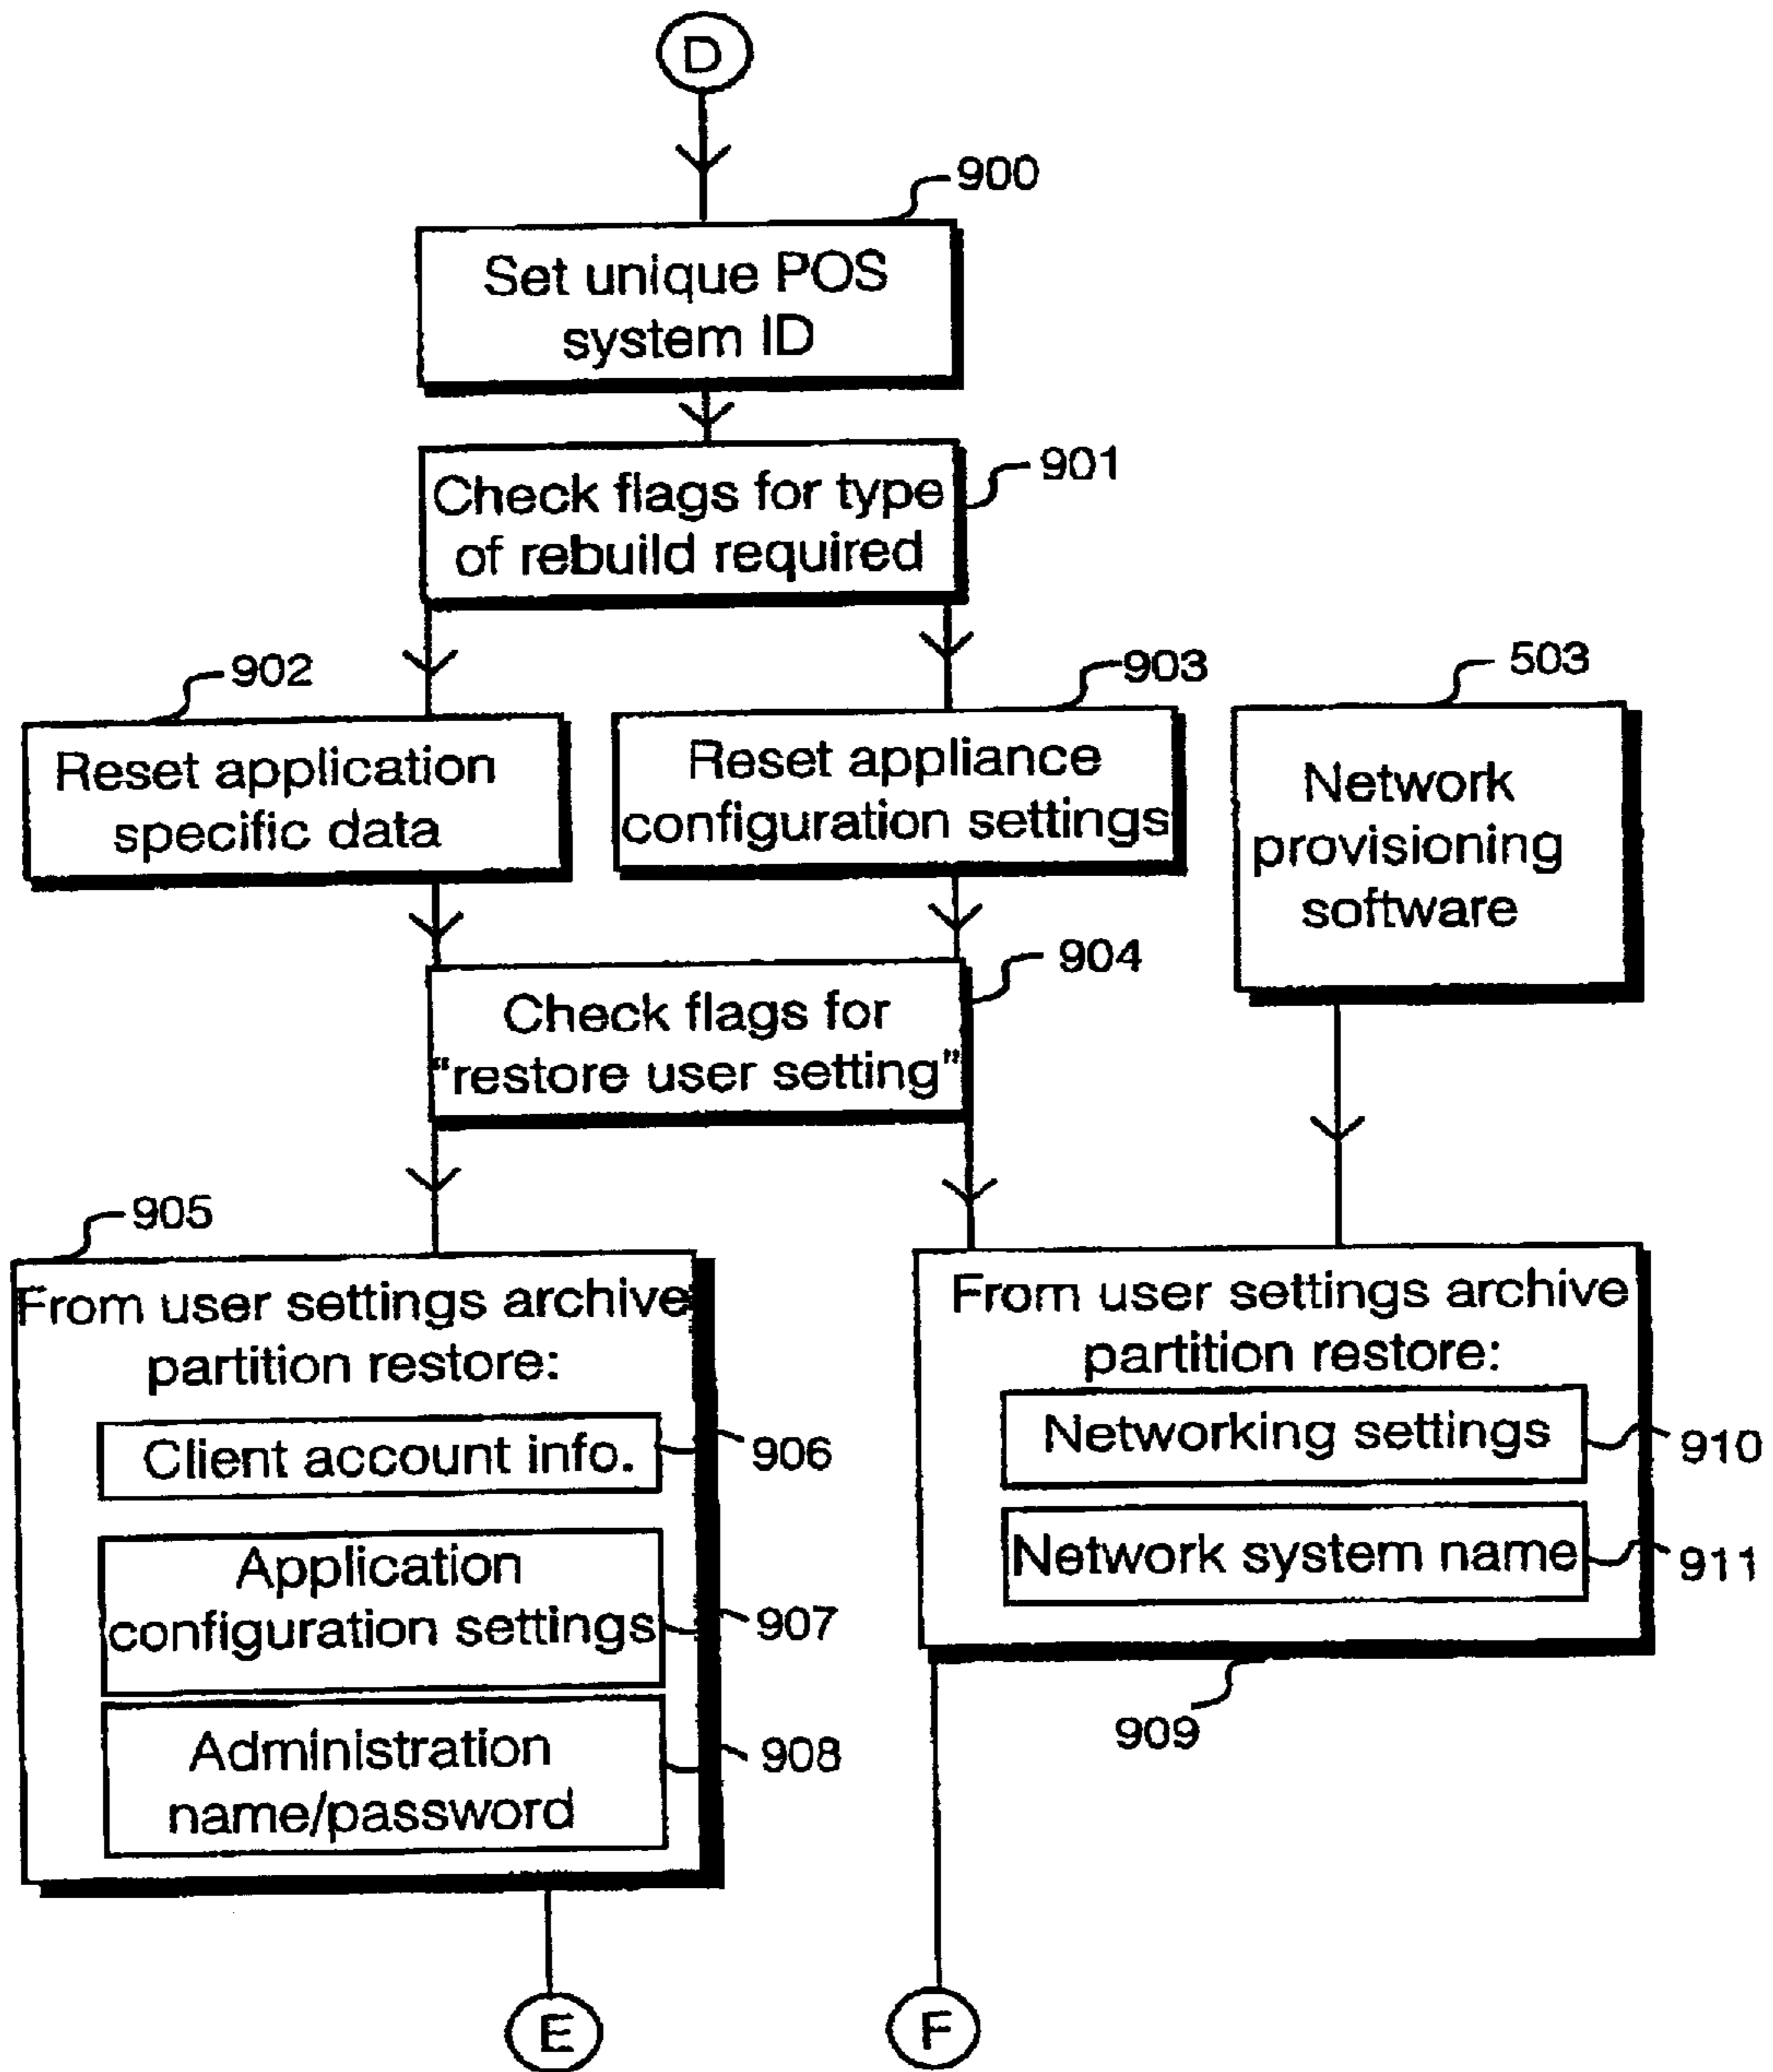 D
900
Set unique POS
system ID
901
Check flags for type
of rebuild required
902
Reset application
specific data
903
Reset appliance
configuration settings
503
Network
provisioning
software
904
Check flags for
“restore user setting”
905
From user settings archive
partition restore:
Client account info.
906
Application
configuration settings
907
Administration
name/password
908
From user settings archive
partition restore:
Networking settings
910
Network system name
911
909
E
F